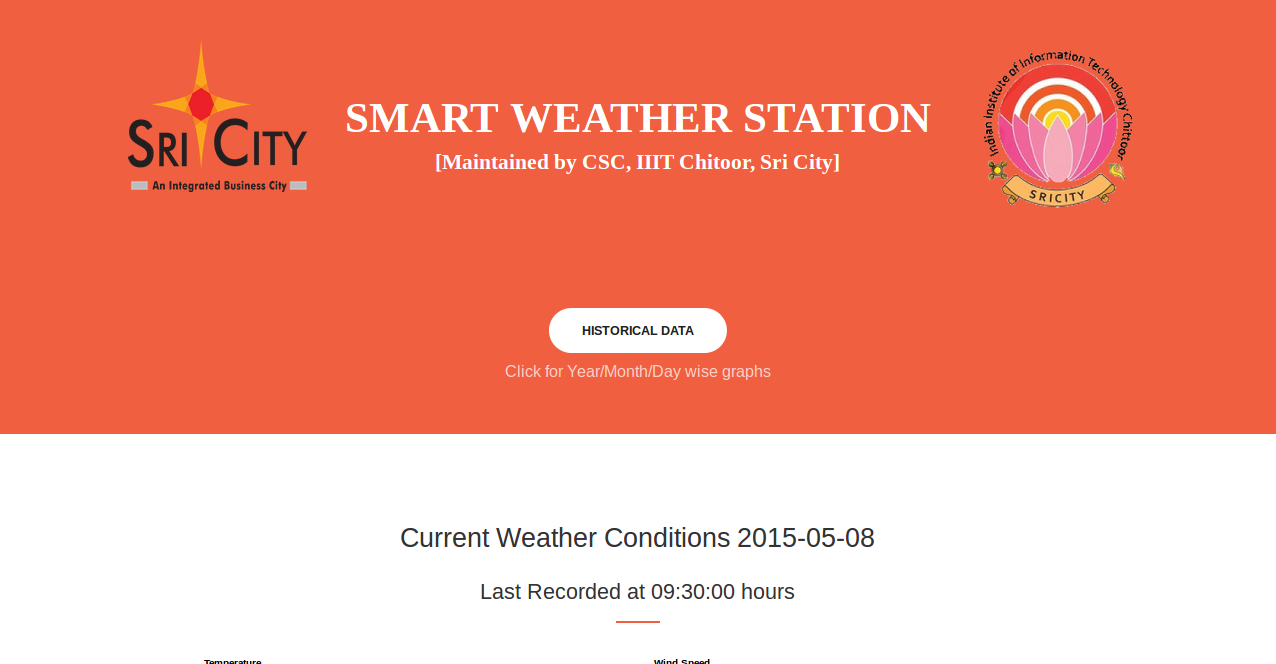 SRI CITY
An Integrated Business City
SMART WEATHER STATION
[Maintained by CSC, IIIT Chitoor, Sri City]
Indian Institute of Information Technology Chittoor
SRICITY
HISTORICAL DATA
Click for Year/Month/Day wise graphs
Current Weather Conditions 2015-05-08
Last Recorded at 09:30:00 hours
Temperature
Wind Speed